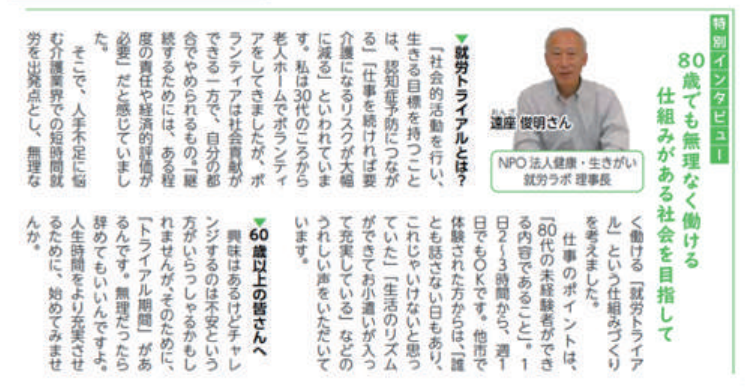 特別インタビュー
80歳でも無理なく働ける
仕組みがある社会を目指して
おんざ
遠座 俊明さん
NPO法人健康・生きがい
就労ラボ 理事長
▼就労トライアルとは?
「社会的活動を行い、
生きる目標を持つこと
は、認知症予防につなが
る」「仕事を続ければ要
介護になるリスクが大幅
に減る」といわれていま
す。私は30代のころから
老人ホームでボランティ
アをしてきましたが、ボ
ランティアは社会貢献が
できる一方で、自分の都
合でやめられるもの。「継
続するためには、ある程
度の責任や経済的評価が
必要」だと感じていまし
た。
そこで、人手不足に悩
む介護業界での短時間就
労を出発点とし、無理な
く働ける「就労トライア
ル」という仕組みづくり
を考えました。
仕事のポイントは、
「80代の未経験者ができ
る内容であること」。1
日2~3時間から、週1
日でもOKです。他市で
体験された方からは、「誰
とも話さない日もあり、
これじゃいけないと思っ
ていた」「生活のリズム
ができてお小遣いが入っ
て充実している」などの
うれしい声をいただいて
います。
▼60歳以上の皆さんへ
興味はあるけどチャレ
ンジするのは不安という
方がいらっしゃるかもし
れませんが、そのために、
「トライアル期間」があ
るんです。無理だったら
辞めてもいいんですよ。
人生時間をより充実させ
るために、始めてみませ
んか。